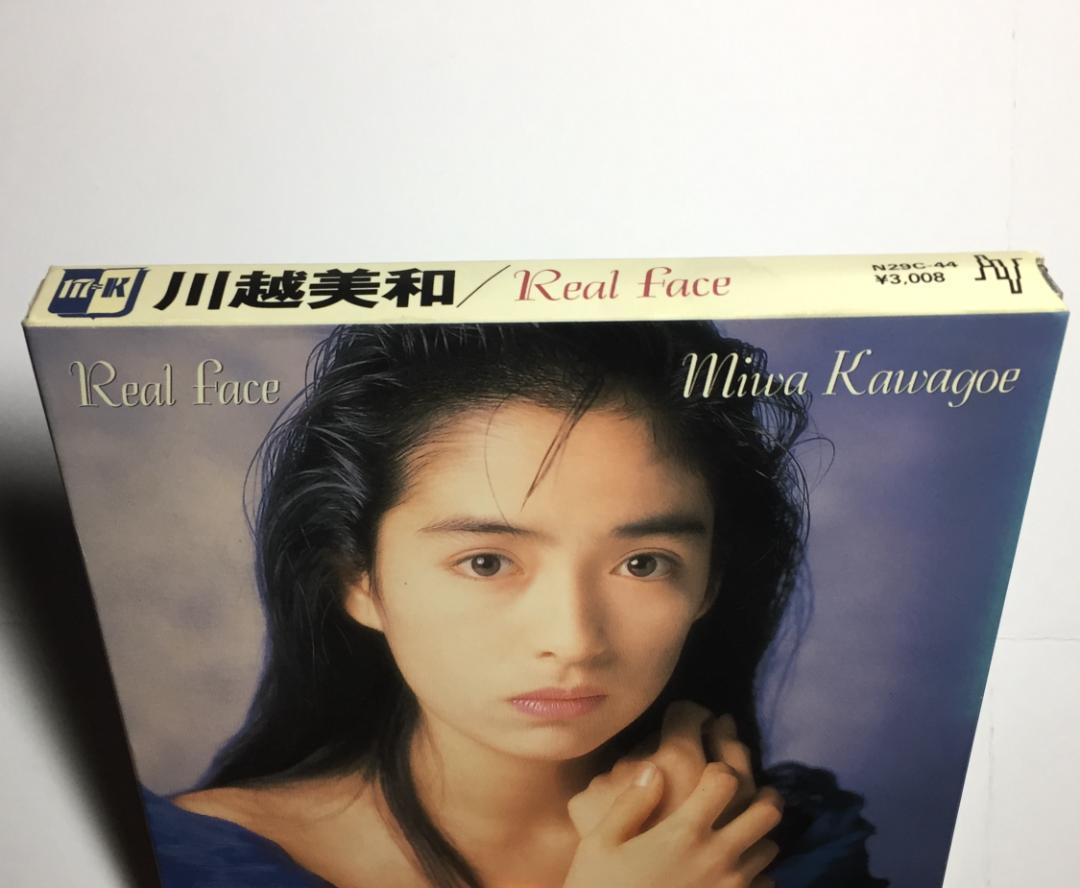 m=K
川越美和/Real Face
N29C-44
¥3,008
Real Face
Miwa Kawagoe